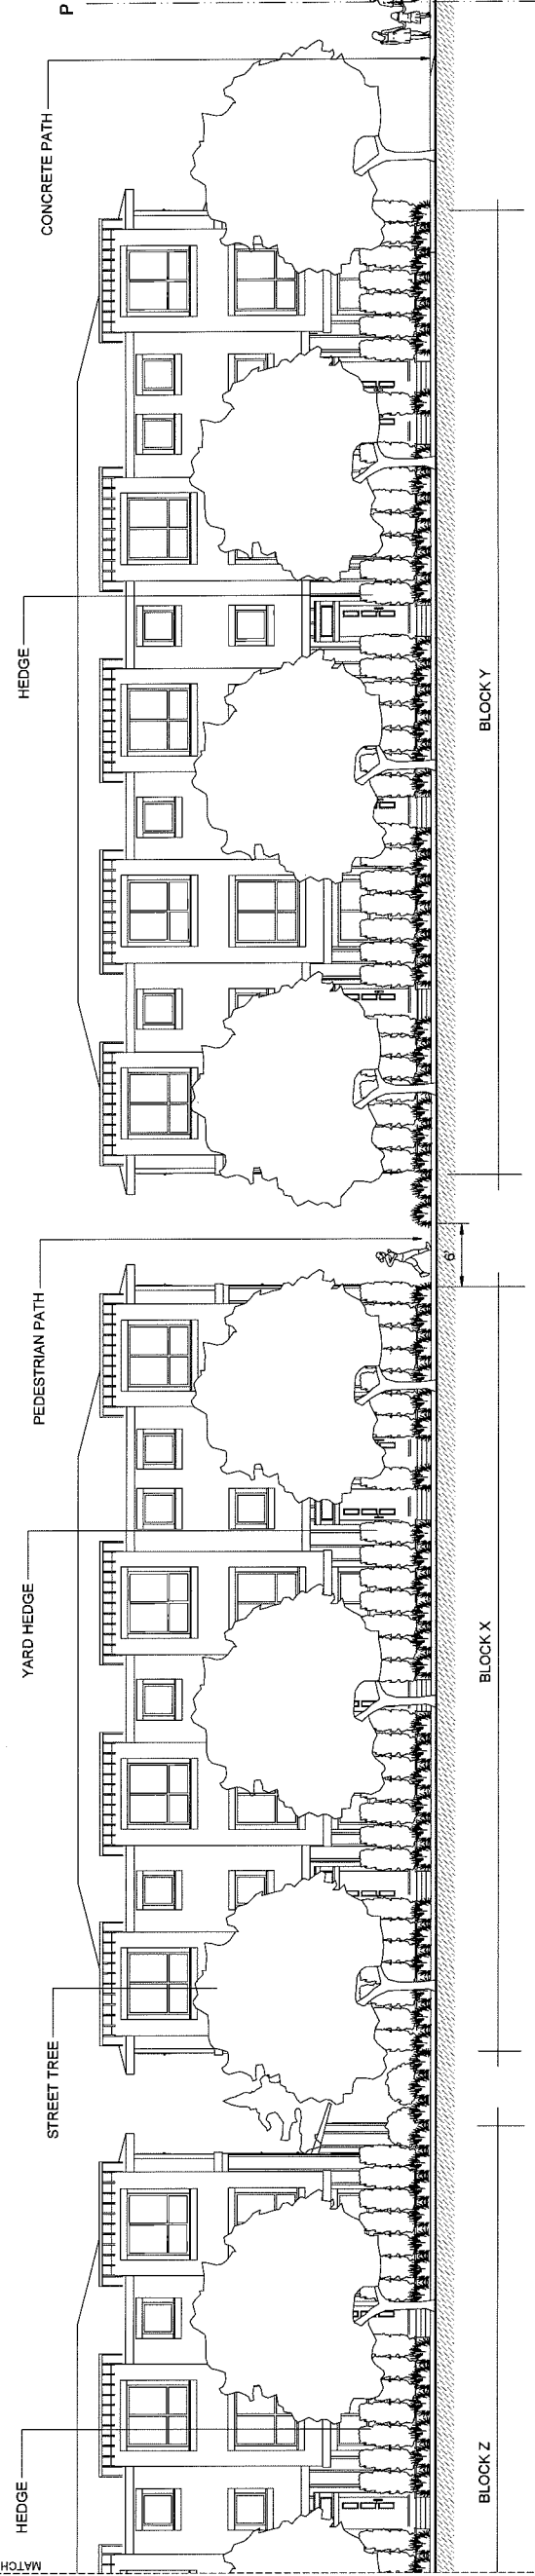 MATCH
HEDGE
STREET TREE
YARD HEDGE
PEDESTRIAN PATH
HEDGE
CONCRETE PATH
P
6'
BLOCK Z
BLOCK X
BLOCK Y